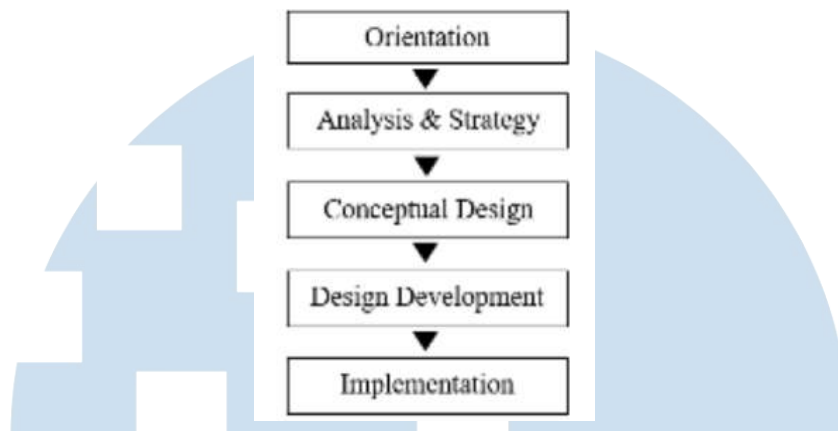 Orientation
Analysis & Strategy
Conceptual Design
Design Development
Implementation